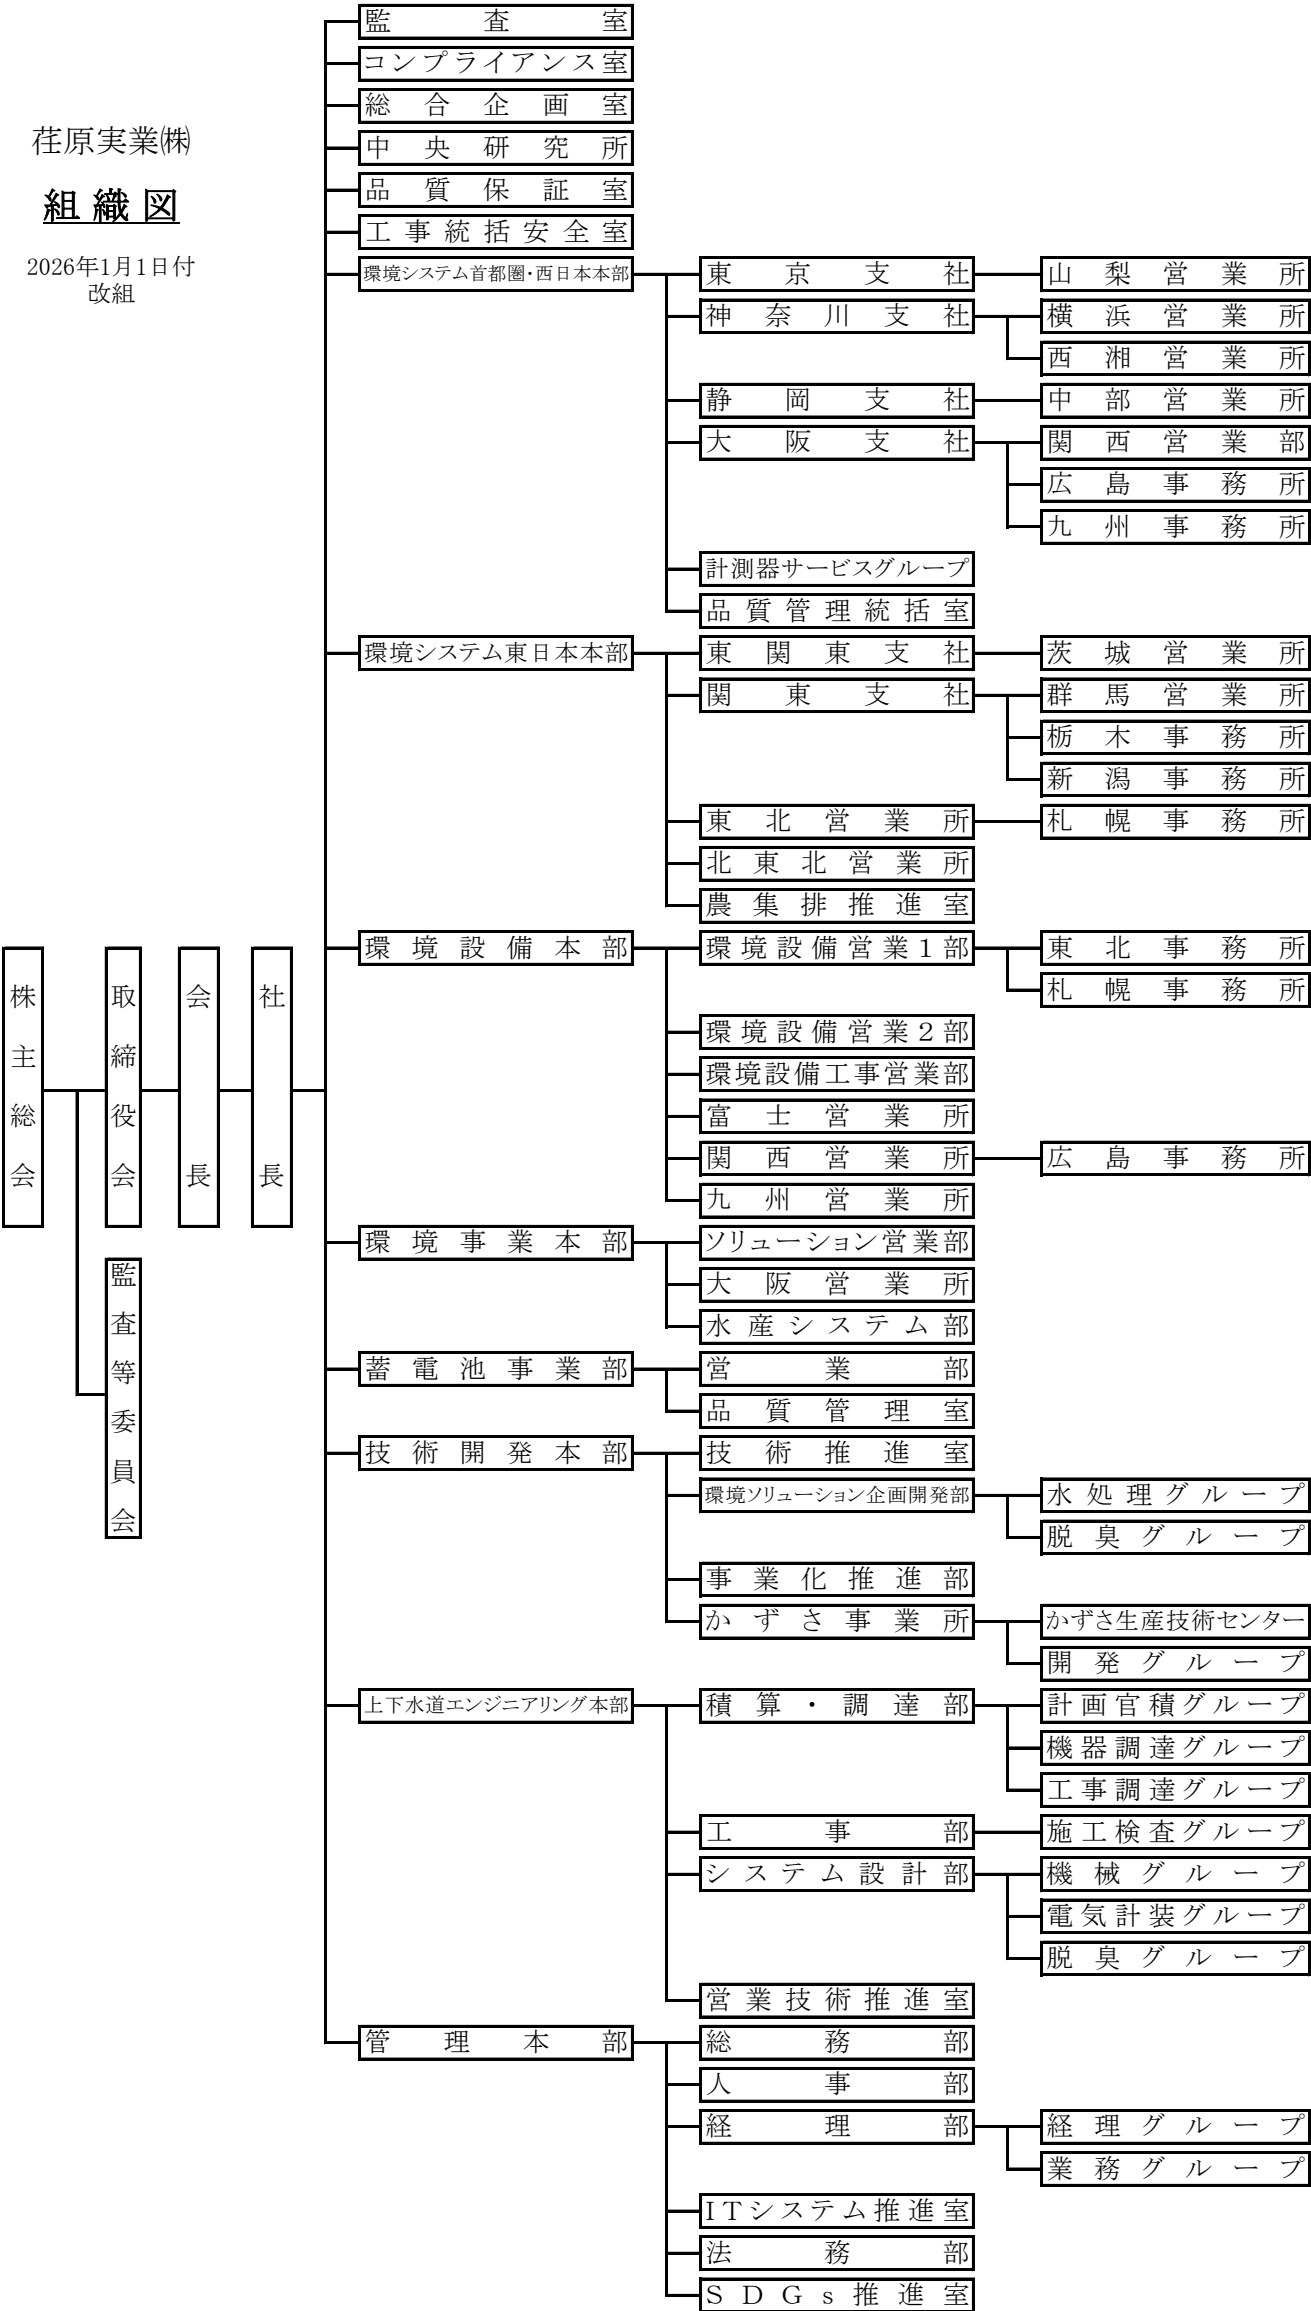 荏原実業㈱
組織図
2026年1月1日付
改組
株主総会
取締役会
監査等委員会
会長
社長
監査室
コンプライアンス室
総合企画室
中央研究所
品質保証室
工事統括安全室
環境システム首都圏・西日本本部
東京支社
山梨営業所
神奈川支社
横浜営業所
西湘営業所
静岡支社
中部営業所
大阪支社
関西営業部
広島事務所
九州事務所
計測器サービスグループ
品質管理統括室
環境システム東日本本部
東関東支社
茨城営業所
関東支社
群馬営業所
栃木事務所
新潟事務所
東北営業所
札幌事務所
北東北営業所
農集排推進室
環境設備本部
環境設備営業1部
東北事務所
札幌事務所
環境設備営業2部
環境設備工事営業部
富士営業所
関西営業所
広島事務所
九州営業所
環境事業本部
ソリューション営業部
大阪営業所
水産システム部
蓄電池事業部
営業部
品質管理室
技術開発本部
技術推進室
環境ソリューション企画開発部
水処理グループ
脱臭グループ
事業化推進部
かずさ事業所
かずさ生産技術センター
開発グループ
上下水道エンジニアリング本部
積算・調達部
計画官積グループ
機器調達グループ
工事調達グループ
工事部
施工検査グループ
システム設計部
機械グループ
電気計装グループ
脱臭グループ
営業技術推進室
管理本部
総務部
人事部
経理部
経理グループ
業務グループ
ITシステム推進室
法務部
SDGs推進室